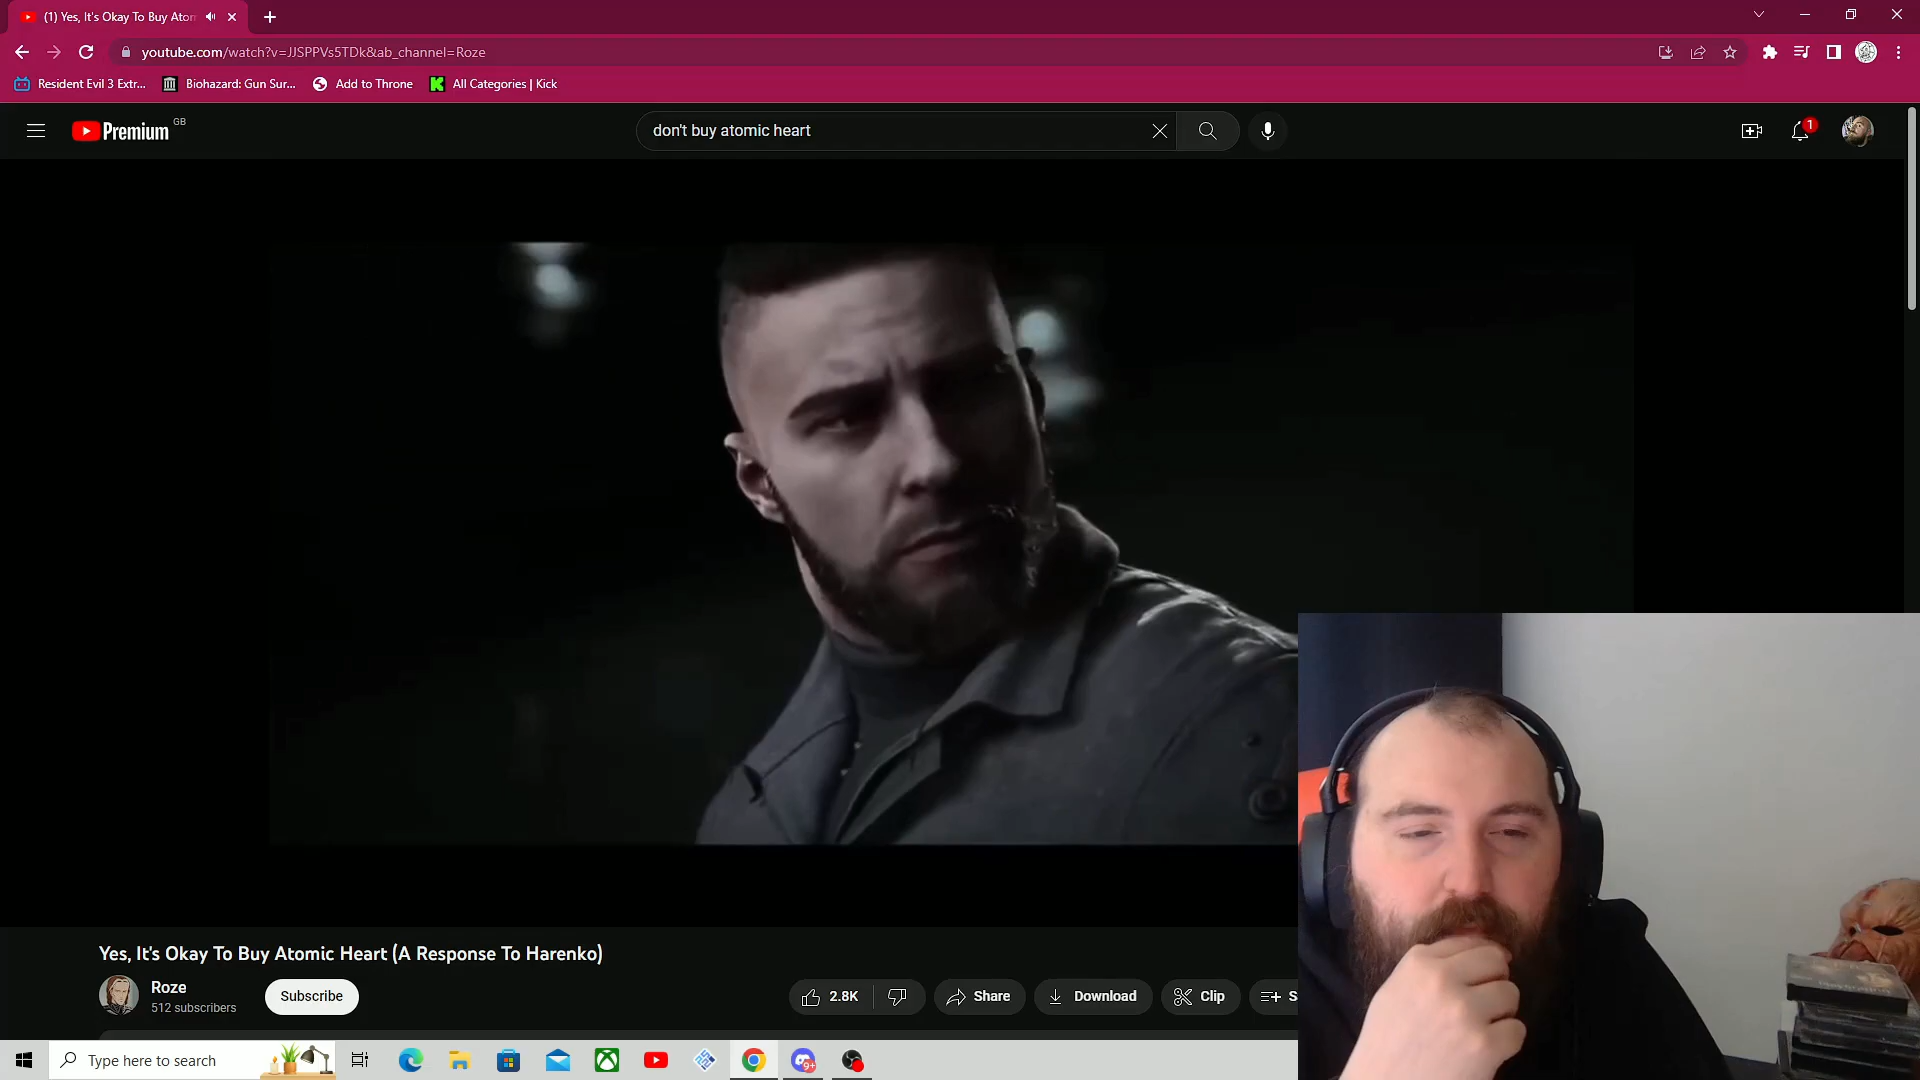 (1) Yes, It's Okay To Buy Atom
youtube.com/watch?v=JJSPPVs5TDk&ab_channel=Roze
Resident Evil 3 Extr...
Biohazard: Gun Sur...
Add to Throne
All Categories | Kick
Premium
GB
don't buy atomic heart
1
Yes, It's Okay To Buy Atomic Heart (A Response To Harenko)
Roze
512 subscribers
Subscribe
2.8K
Share
Download
Clip
S
Type here to search
9+